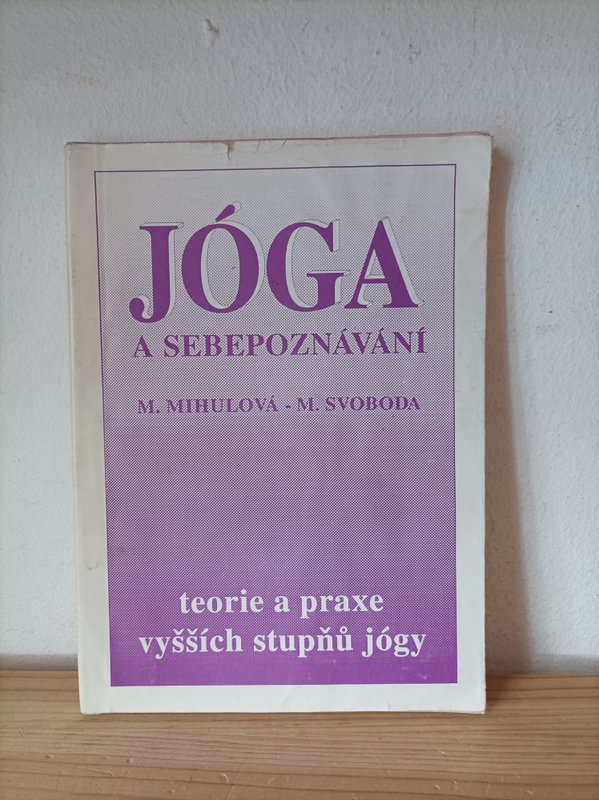 JÓGA
A SEBEPOZNÁVÁNÍ
M. MIHULOVÁ - M. SVOBODA
teorie a praxe
vyšších stupňů jógy